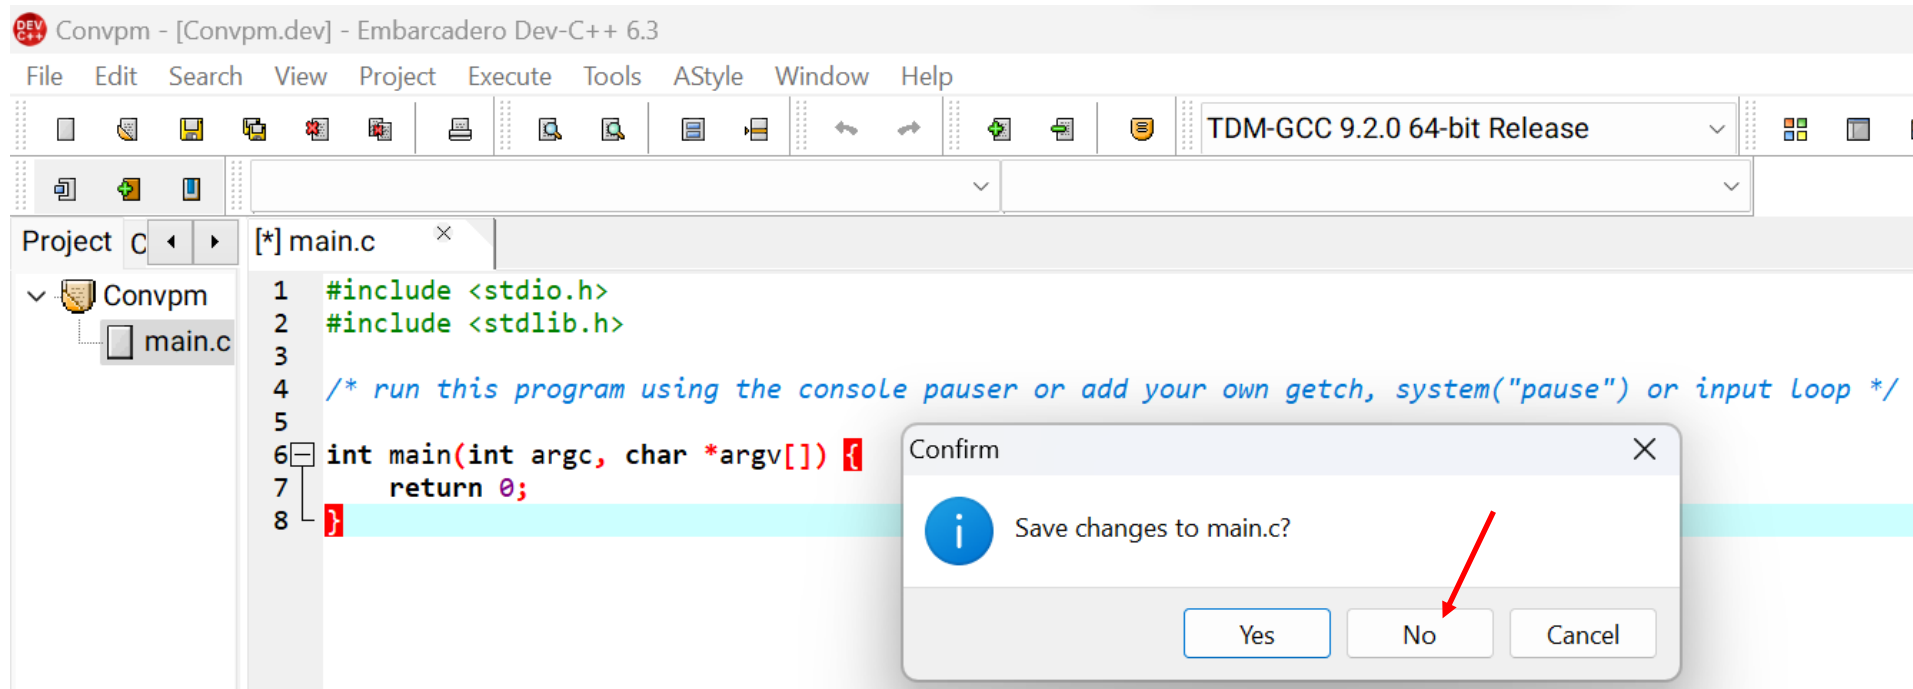 DEV C++ Convpm - [Convpm.dev] - Embarcadero Dev-C++ 6.3
File Edit Search View Project Execute Tools AStyle Window Help
TDM-GCC 9.2.0 64-bit Release
Project C [*] main.c
Convpm
main.c
1 #include <stdio.h>
2 #include <stdlib.h>
3
4 /* run this program using the console pauser or add your own getch, system("pause") or input loop */
5
6 int main(int argc, char *argv[]) {
7 return 0;
8 }
Confirm
Save changes to main.c?
Yes No Cancel